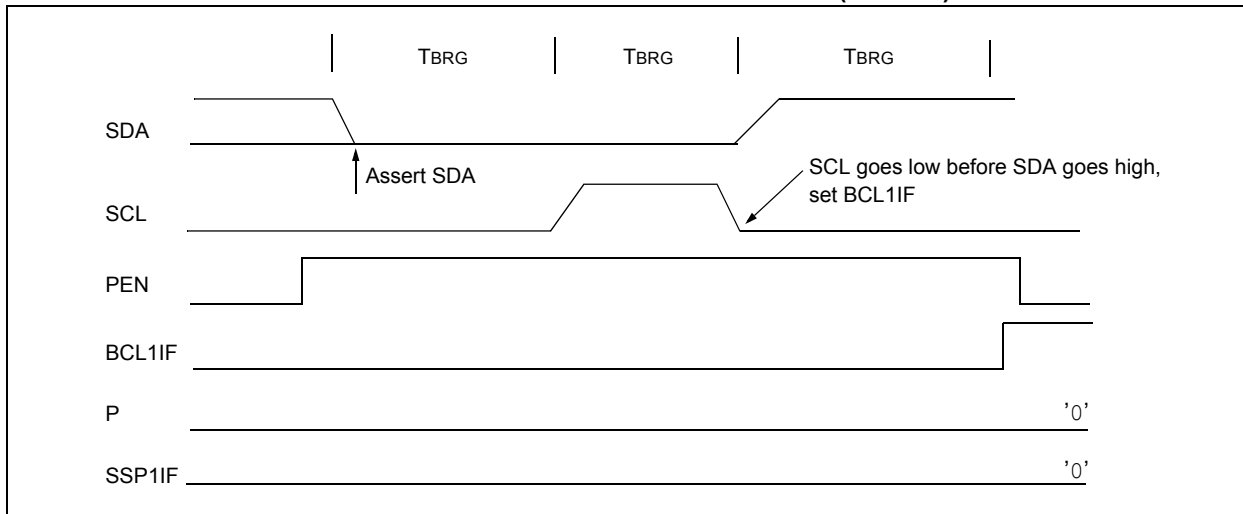 TBRG TBRG TBRG
SDA
Assert SDA
SCL goes low before SDA goes high,
set BCL1IF
SCL
PEN
BCL1IF
P '0'
SSP1IF '0'